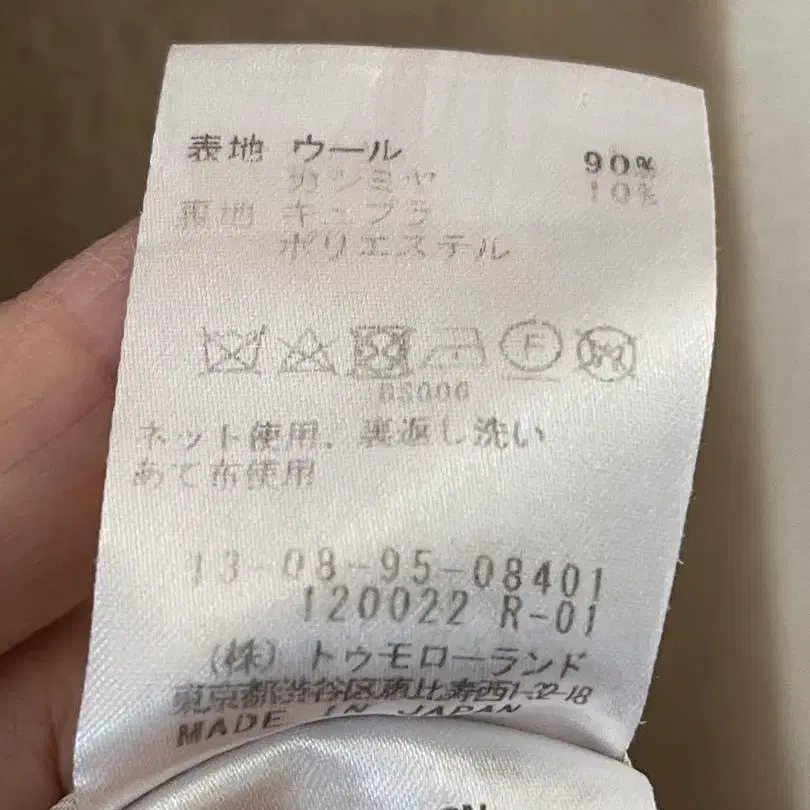 表地 ウール 90%
カシミヤ 10%
裏地 キュプラ
ポリエステル
BS006
ネット使用．裏返し洗い
あて布使用
13-08-95-08401
120022 R-01
(株) トゥモローランド
東京都渋谷区恵比寿西1-32-18
MADE IN JAPAN